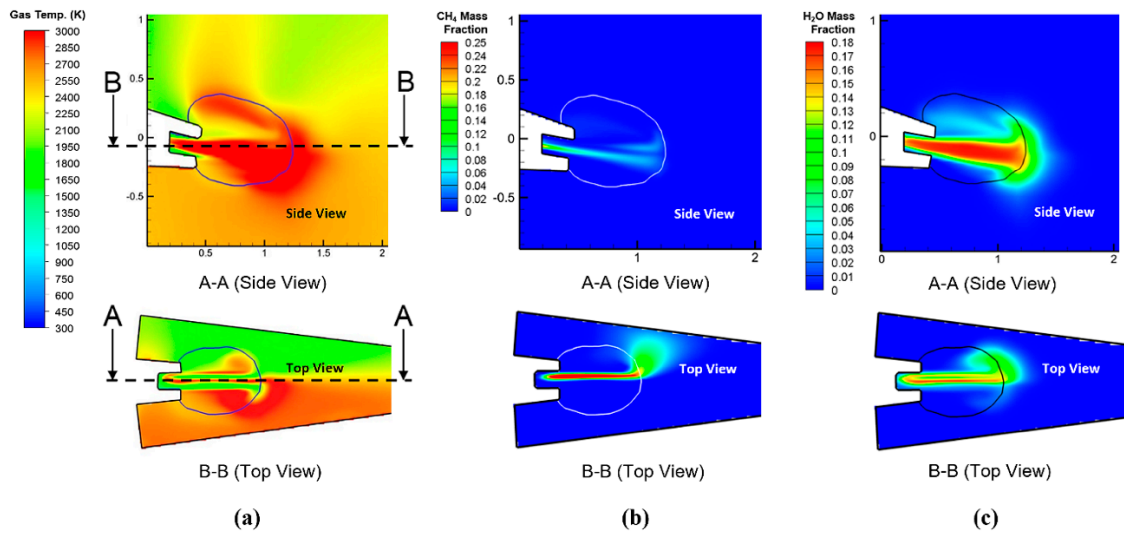 Gas Temp. (K)
3000
2850
2700
2550
2400
2250
2100
1950
1800
1650
1500
1350
1200
1050
900
750
600
450
300
1
0.5
0
-0.5
0.5
1
1.5
2
B
B
Side View
A-A (Side View)
A
A
Top View
B-B (Top View)
(a)
CH4 Mass
Fraction
0.25
0.24
0.22
0.20
0.18
0.16
0.14
0.12
0.10
0.08
0.06
0.04
0.02
0
1
0.5
0
-0.5
1
2
Side View
A-A (Side View)
Top View
B-B (Top View)
(b)
H2O Mass
Fraction
0.18
0.17
0.16
0.15
0.14
0.13
0.12
0.11
0.10
0.09
0.08
0.07
0.06
0.05
0.04
0.03
0.02
0.01
0
1
0
0
1
2
Side View
A-A (Side View)
Top View
B-B (Top View)
(c)